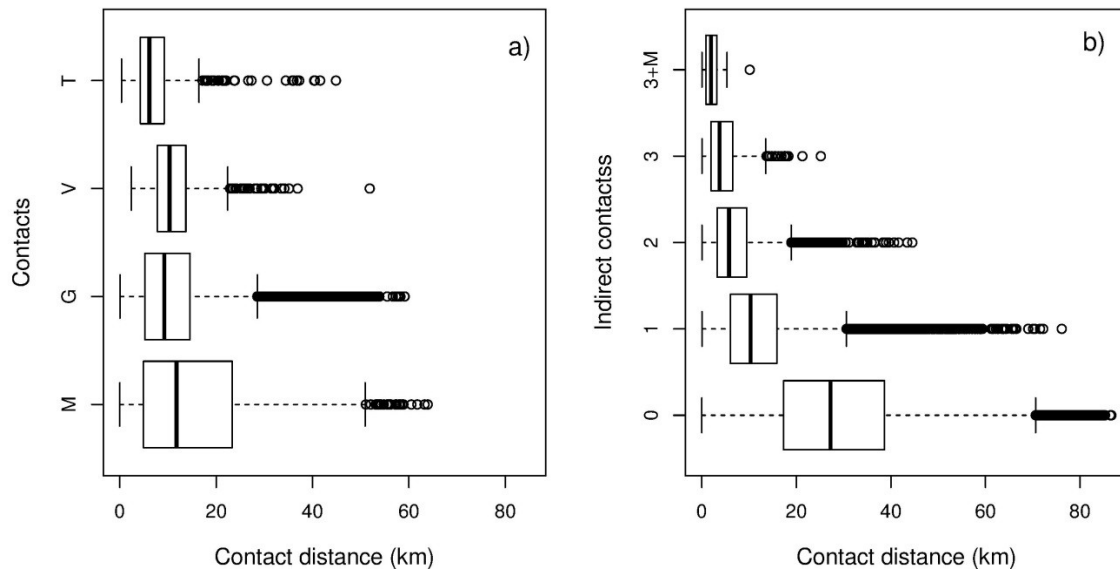 a)
Contacts
T
V
G
M
0 20 40 60 80
Contact distance (km)
b)
Indirect contactss
3+M
3
2
1
0
0 20 40 60 80
Contact distance (km)